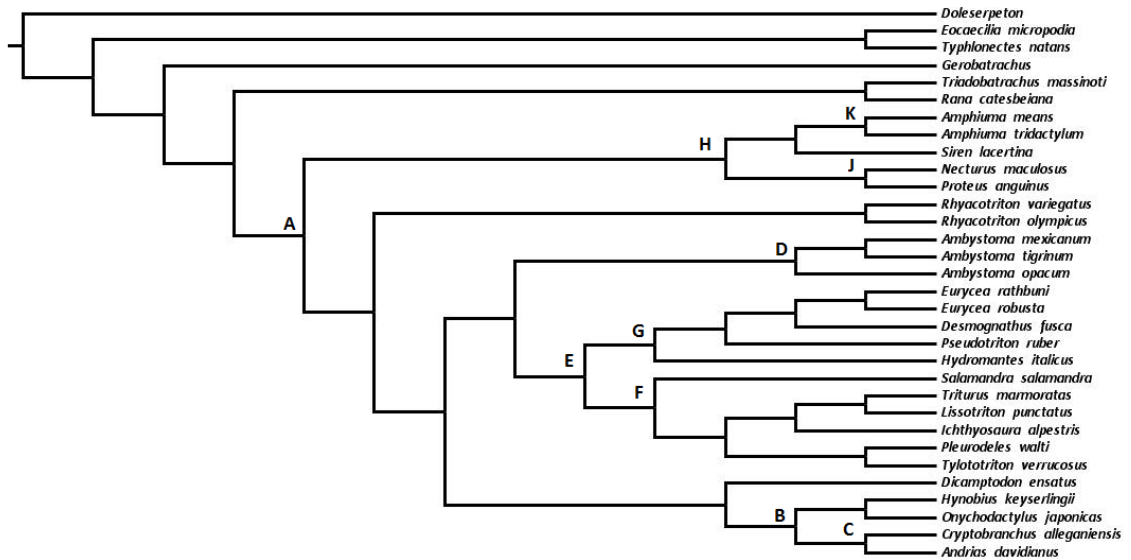 Doleserpeton
Eocaecilia micropodia
Typhlonectes natans
Gerobatrachus
Triadobatrachus massinoti
Rana catesbeiana
K
Amphiuma means
Amphiuma tridactylum
H
Siren lacertina
J
Necturus maculosus
Proteus anguinus
Rhyacotriton variegatus
A
Rhyacotriton olympicus
Ambystoma mexicanum
D
Ambystoma tigrinum
Ambystoma opacum
Eurycea rathbuni
Eurycea robusta
G
Desmognathus fusca
Pseudotriton ruber
E
Hydromantes italicus
Salamandra salamandra
F
Triturus marmoratas
Lissotriton punctatus
Ichthyosaura alpestris
Pleurodeles walti
Tylototriton verrucosus
Dicamptodon ensatus
Hynobius keyserlingii
B
Onychodactylus japonicas
C
Cryptobranchus alleganiensis
Andrias davidianus